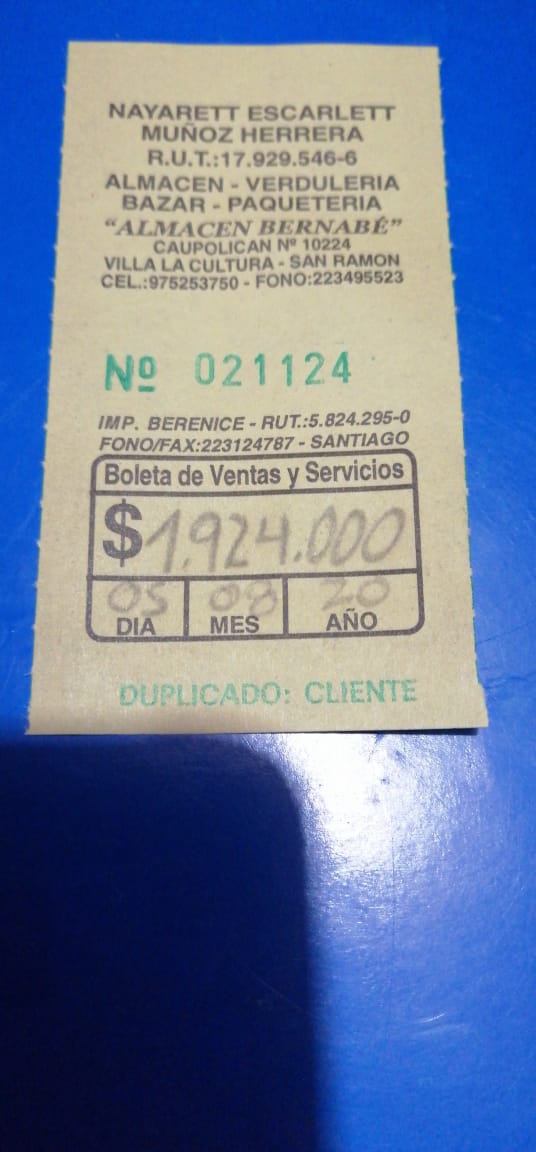 NAYARETT ESCARLETT
MUÑOZ HERRERA
R.U.T.:17.929.546-6
ALMACEN - VERDULERIA
BAZAR - PAQUETERIA
"ALMACEN BERNABÉ"
CAUPOLICAN Nº 10224
VILLA LA CULTURA - SAN RAMON
CEL.:975253750 - FONO:223495523
Nº 021124
IMP. BERENICE - RUT.:5.824.295-0
FONO/FAX:223124787 - SANTIAGO
Boleta de Ventas y Servicios
$ 1.924.000
05 08 20
DIA MES AÑO
DUPLICADO: CLIENTE